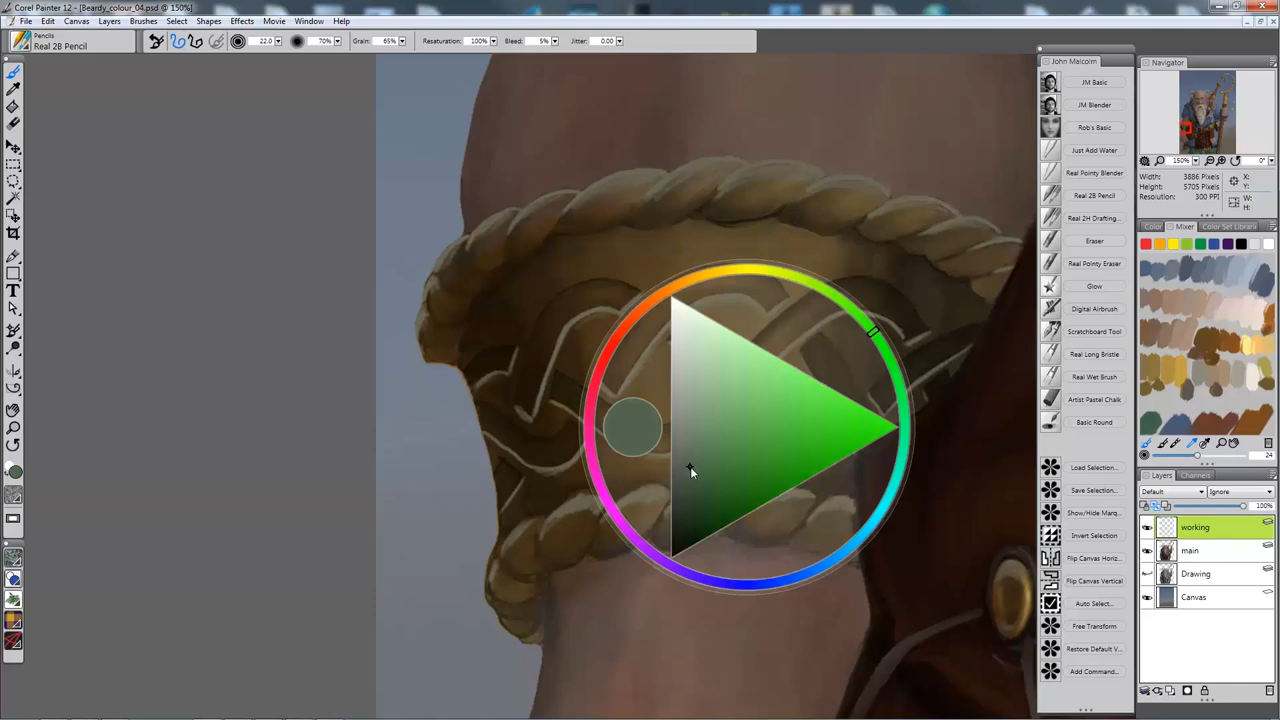 Corel Painter 12 - [Beardy_colour_04.psd @ 150%]
File Edit Canvas Layers Brushes Select Shapes Effects Movie Window Help
Pencils
Real 2B Pencil
22.0 70% Grain: 65% Resaturation: 100% Bleed: 5% Jitter: 0.00
John Malcolm
JM Basic
JM Blender
Rob's Basic
Just Add Water
Real Pointy Blender
Real 2B Pencil
Real 2H Drafting...
Eraser
Real Pointy Eraser
Glow
Digital Airbrush
Scratchboard Tool
Real Long Bristle
Real Wet Brush
Artist Pastel Chalk
Basic Round
Load Selection...
Save Selection...
Show/Hide Marq...
Invert Selection
Flip Canvas Horiz...
Flip Canvas Vertical
Auto Select...
Free Transform
Restore Default V...
Add Command...
Navigator
150% 0°
Width: 3886 Pixels X:
Height: 5705 Pixels Y:
Resolution: 300 PPI W:
H:
Color Mixer Color Set Librari
24
Layers Channels
Default Ignore
100%
working
main
Drawing
Canvas
T